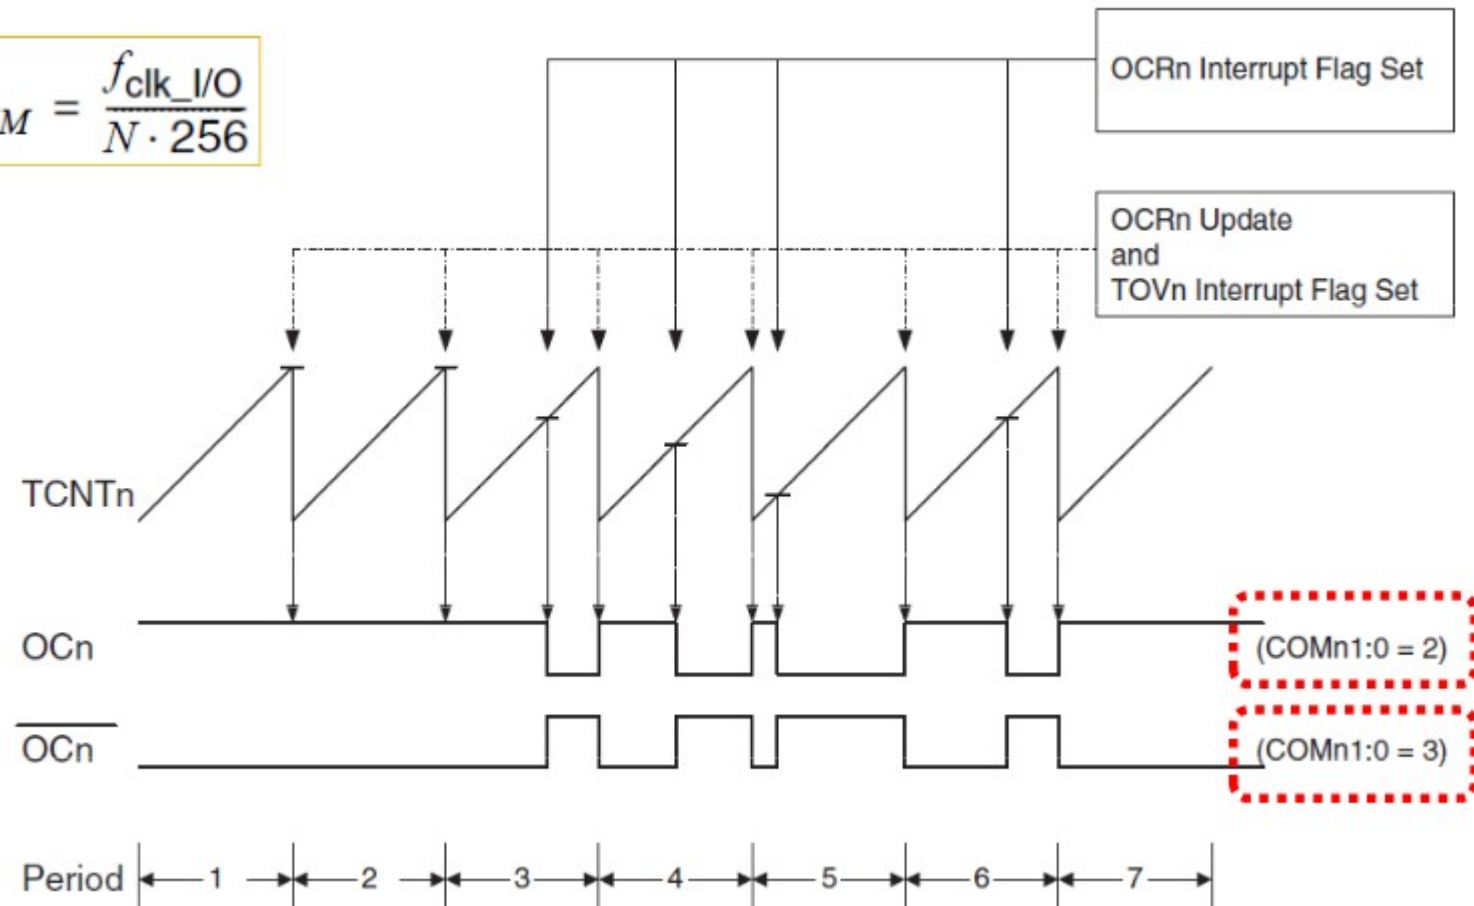 M = fclk_I/O / N · 256
OCRn Interrupt Flag Set
OCRn Update
and
TOVn Interrupt Flag Set
TCNTn
OCn
(COMn1:0 = 2)
OCn
(COMn1:0 = 3)
Period 1 2 3 4 5 6 7